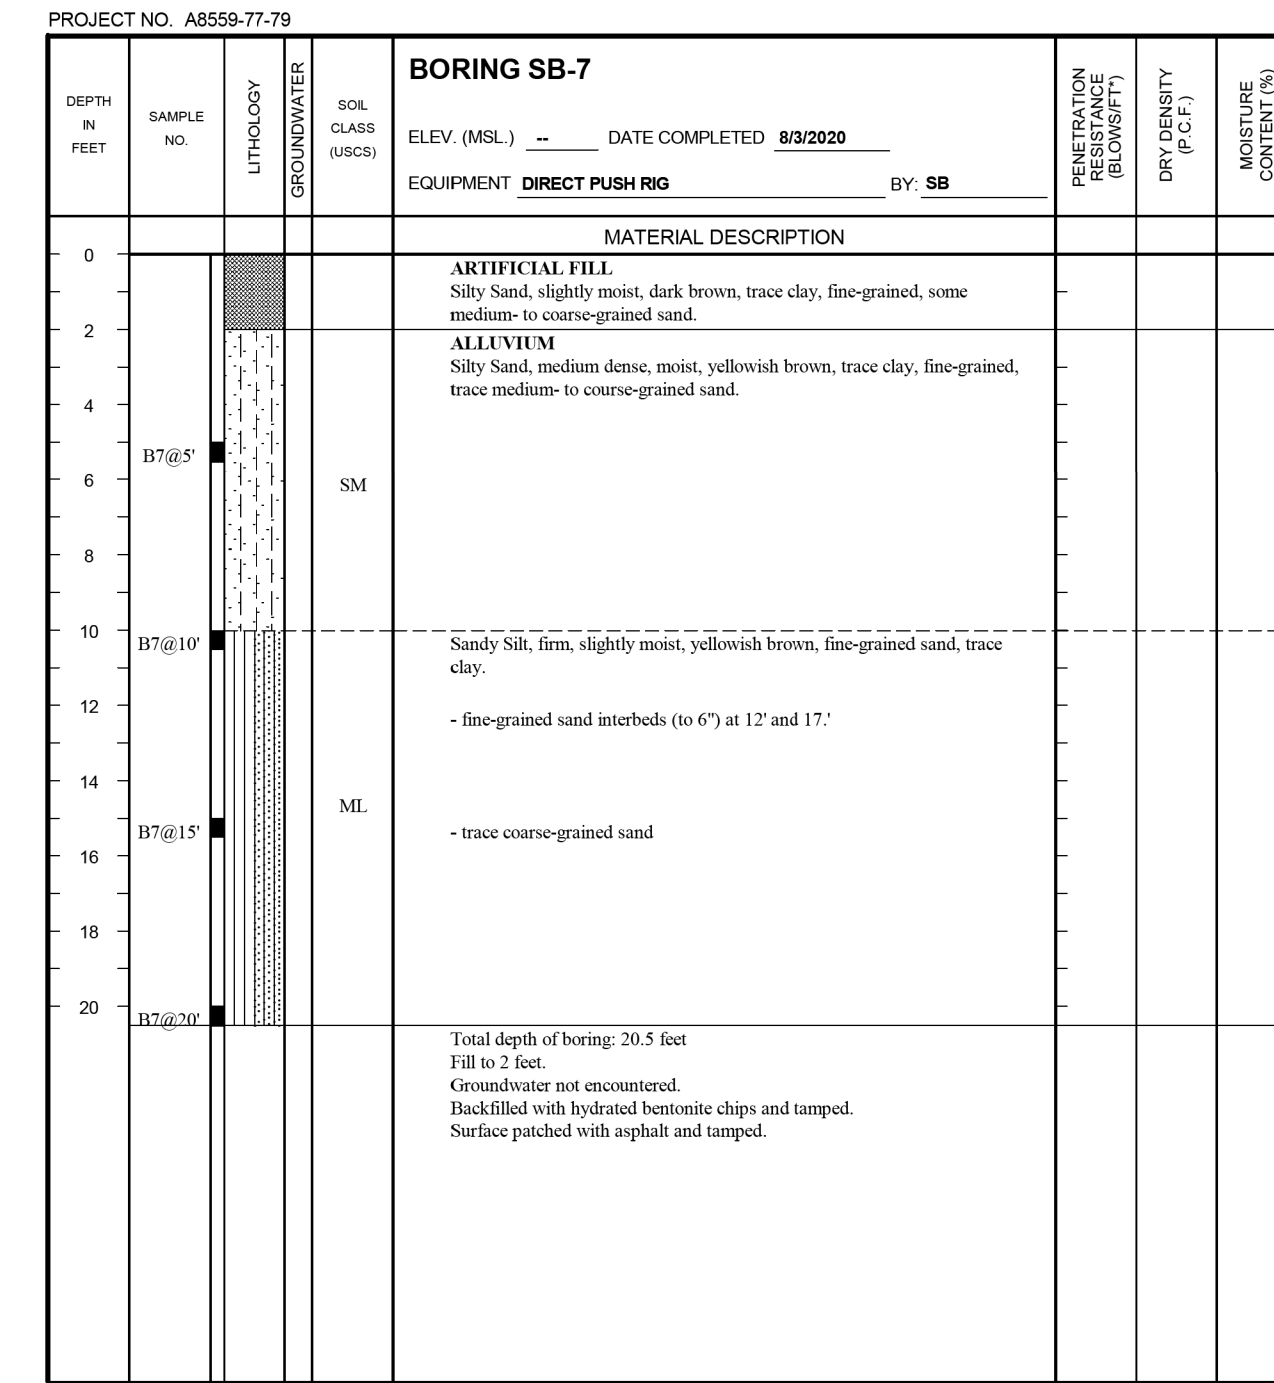 PROJECT NO. A8559-77-79
DEPTH
IN
FEET
SAMPLE
NO.
LITHOLOGY
GROUNDWATER
SOIL
CLASS
(USCS)
BORING SB-7
ELEV. (MSL.) -- DATE COMPLETED 8/3/2020
EQUIPMENT DIRECT PUSH RIG BY: SB
PENETRATION
RESISTANCE
(BLOWS/FT*)
DRY DENSITY
(P.C.F.)
MOISTURE
CONTENT (%)
MATERIAL DESCRIPTION
0
ARTIFICIAL FILL
Silty Sand, slightly moist, dark brown, trace clay, fine-grained, some
medium- to coarse-grained sand.
2
ALLUVIUM
Silty Sand, medium dense, moist, yellowish brown, trace clay, fine-grained,
trace medium- to course-grained sand.
4
B7@5'
6
SM
8
10
B7@10'
Sandy Silt, firm, slightly moist, yellowish brown, fine-grained sand, trace
clay.
12
- fine-grained sand interbeds (to 6") at 12' and 17.'
14
ML
B7@15'
- trace coarse-grained sand
16
18
20
B7@20'
Total depth of boring: 20.5 feet
Fill to 2 feet.
Groundwater not encountered.
Backfilled with hydrated bentonite chips and tamped.
Surface patched with asphalt and tamped.